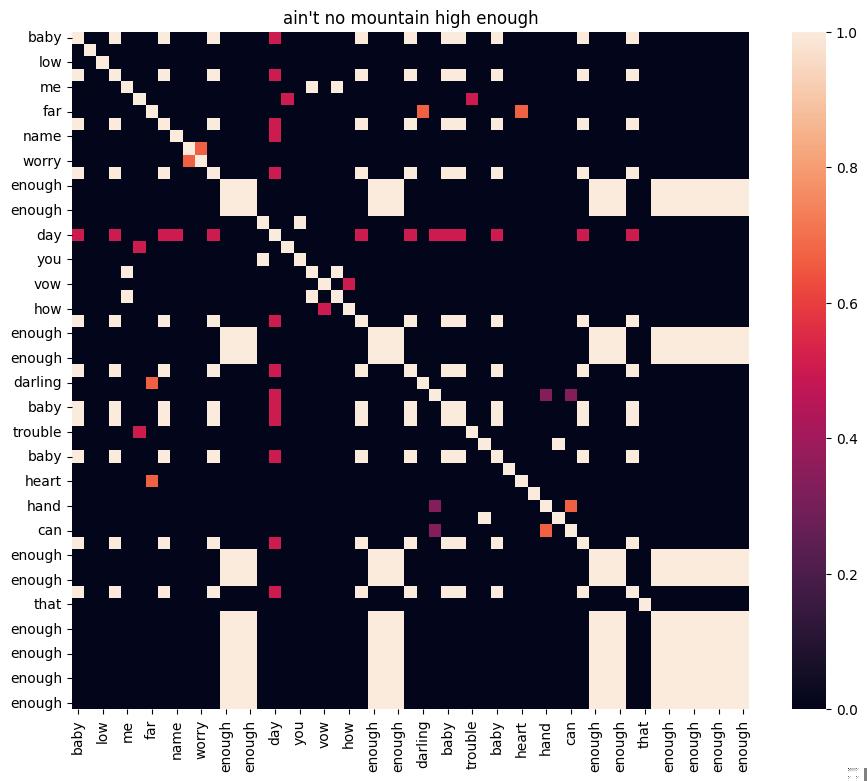 ain't no mountain high enough
baby
low
me
far
name
worry
enough
enough
day
you
vow
how
enough
enough
darling
baby
trouble
baby
heart
hand
can
enough
enough
that
enough
enough
enough
enough
1.0
0.8
0.6
0.4
0.2
0.0
baby low me far name worry enough enough day you vow how enough enough darling baby trouble baby heart hand can enough enough that enough enough enough enough